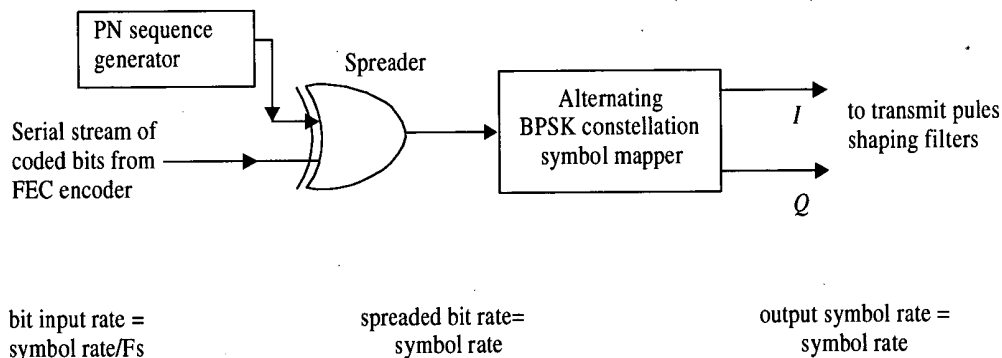 PN sequence
generator
Spreader
Serial stream of
coded bits from
FEC encoder
Alternating
BPSK constellation
symbol mapper
I
Q
to transmit pules
shaping filters
bit input rate =
symbol rate/Fs
spreaded bit rate=
symbol rate
output symbol rate =
symbol rate